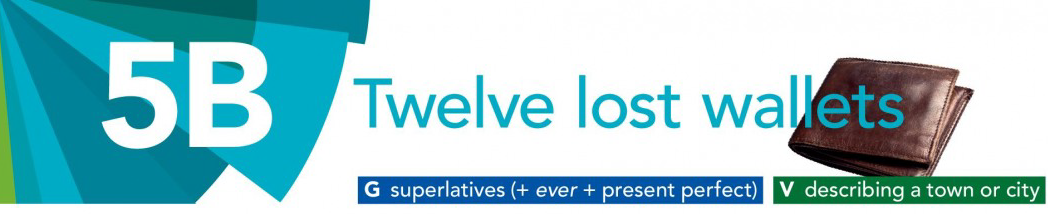 5B
Twelve lost wallets
G superlatives (+ ever + present perfect) V describing a town or city